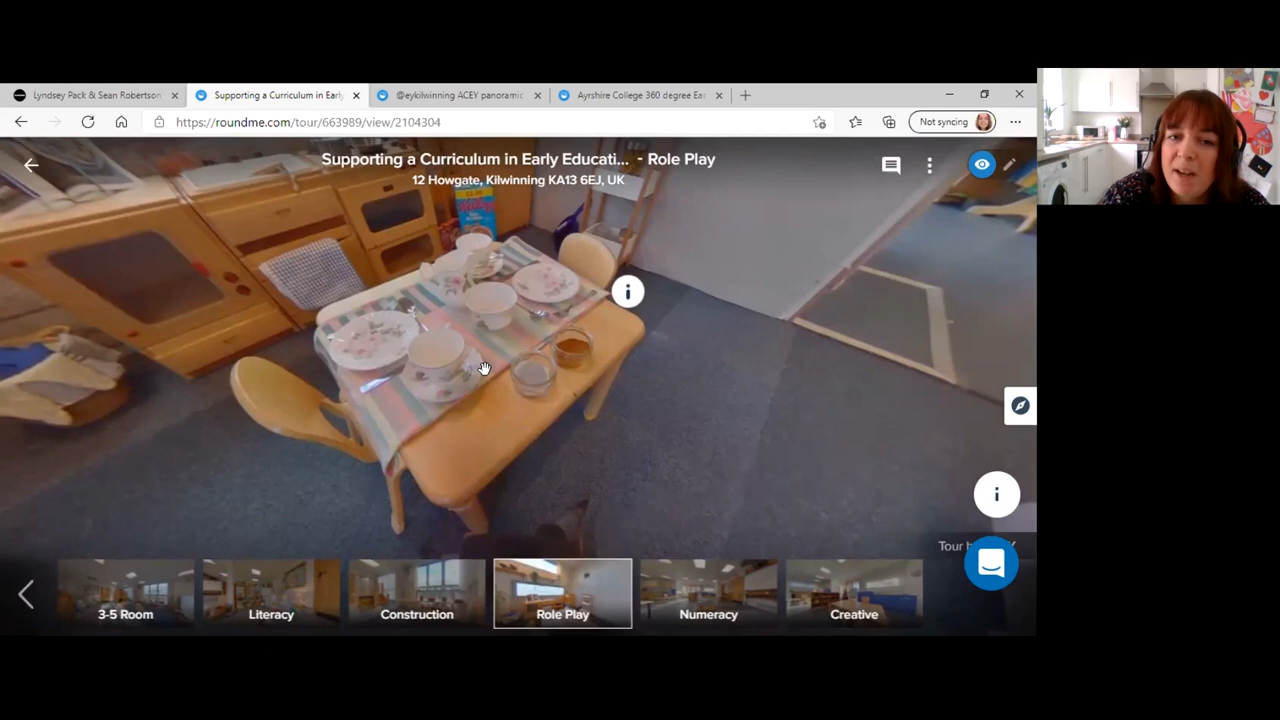 Lyndsey Pack & Sean Robertson
Supporting a Curriculum in Early
@eykilwinning ACEY panoramic
Ayrshire College 360 degree Ear
https://roundme.com/tour/663989/view/2104304
Not syncing
Supporting a Curriculum in Early Educati... - Role Play
12 Howgate, Kilwinning KA13 6EJ, UK
Tour b
3-5 Room
Literacy
Construction
Role Play
Numeracy
Creative